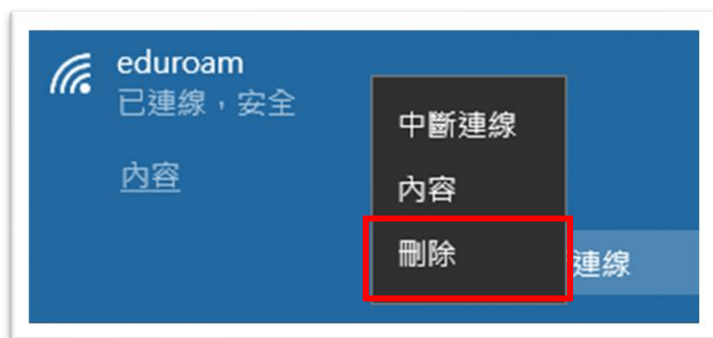 eduroam
已連線，安全
內容
中斷連線
內容
刪除
連線